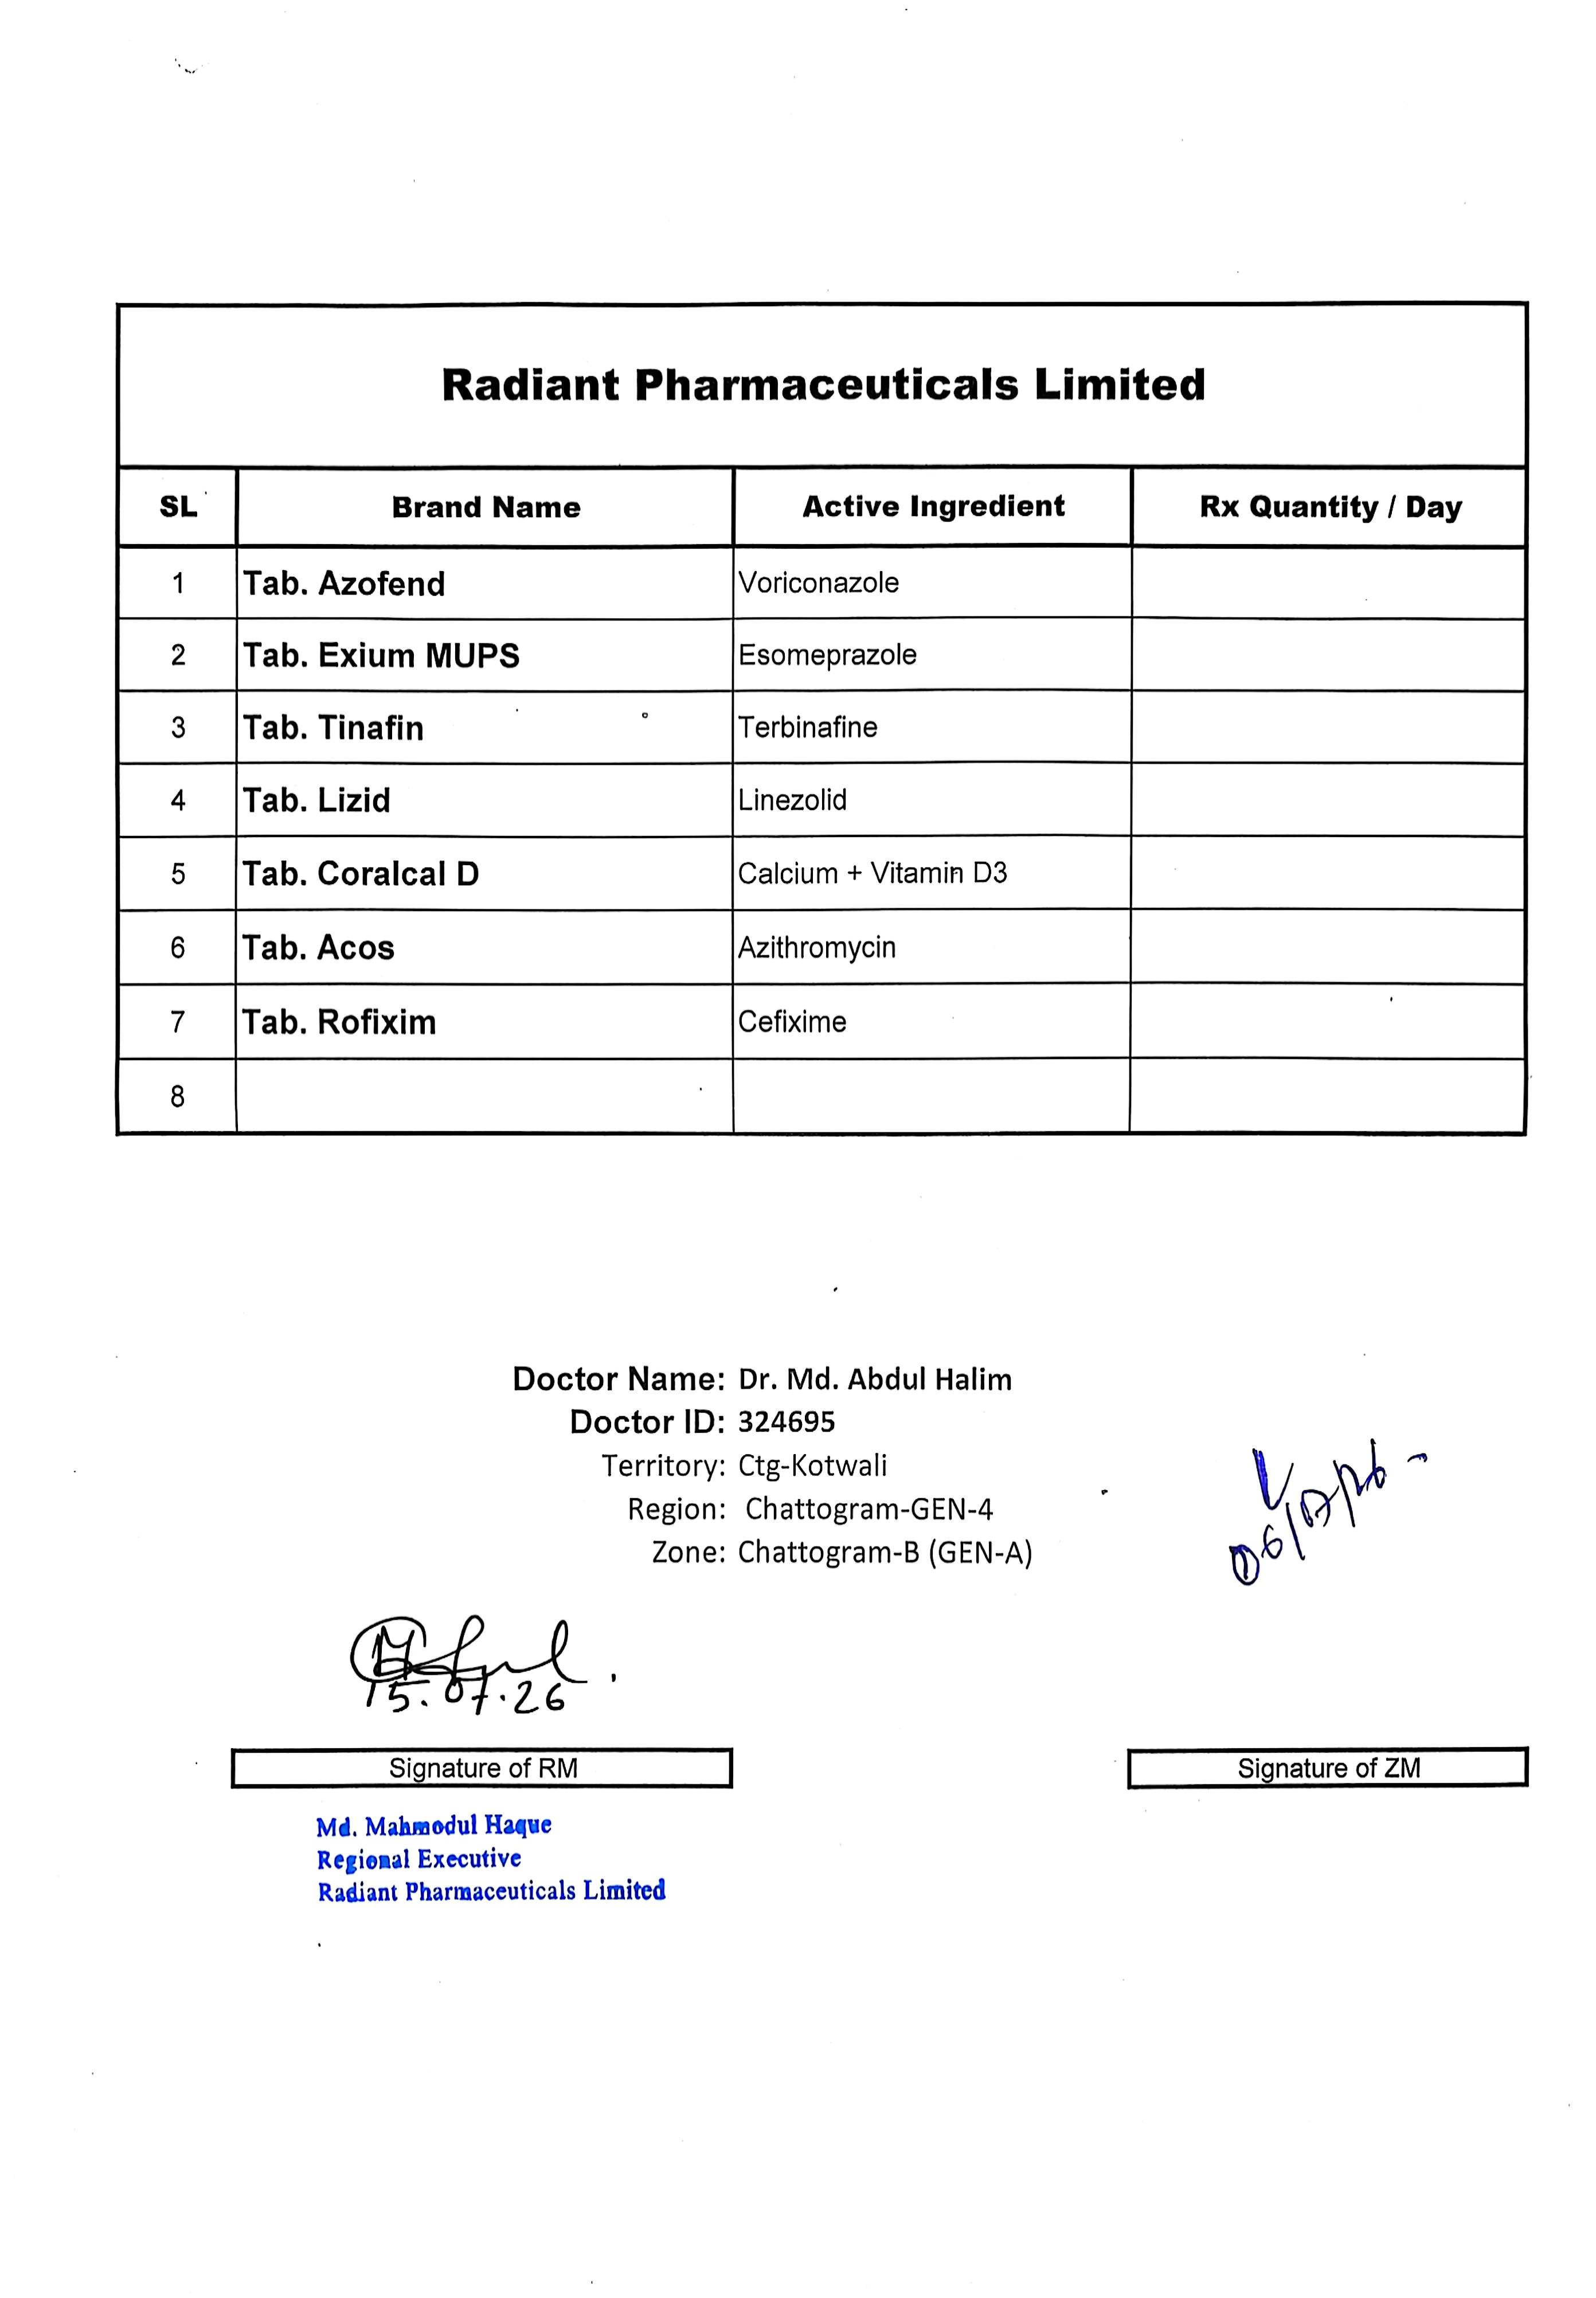 Radiant Pharmaceuticals Limited
SL Brand Name Active Ingredient Rx Quantity / Day
1 Tab. Azofend Voriconazole
2 Tab. Exium MUPS Esomeprazole
3 Tab. Tinafin Terbinafine
4 Tab. Lizid Linezolid
5 Tab. Coralcal D Calcium + Vitamin D3
6 Tab. Acos Azithromycin
7 Tab. Rofixim Cefixime
8
Doctor Name: Dr. Md. Abdul Halim
Doctor ID: 324695
Territory: Ctg-Kotwali
Region: Chattogram-GEN-4
Zone: Chattogram-B (GEN-A)
06/07/26
15.07.26
Signature of RM
Signature of ZM
Md. Mahmodul Haque
Regional Executive
Radiant Pharmaceuticals Limited